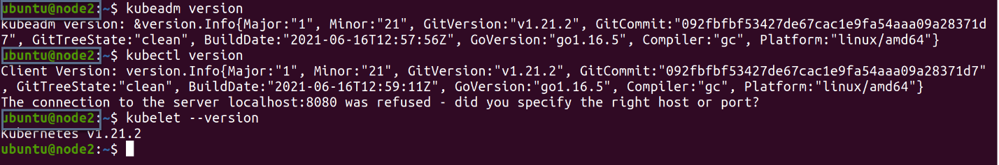 ubuntu@node2:~$ kubeadm version
kubeadm version: &version.Info{Major:"1", Minor:"21", GitVersion:"v1.21.2", GitCommit:"092fbfbf53427de67cac1e9fa54aaa09a28371d
7", GitTreeState:"clean", BuildDate:"2021-06-16T12:57:56Z", GoVersion:"go1.16.5", Compiler:"gc", Platform:"linux/amd64"}
ubuntu@node2:~$ kubectl version
Client Version: version.Info{Major:"1", Minor:"21", GitVersion:"v1.21.2", GitCommit:"092fbfbf53427de67cac1e9fa54aaa09a28371d7"
, GitTreeState:"clean", BuildDate:"2021-06-16T12:59:11Z", GoVersion:"go1.16.5", Compiler:"gc", Platform:"linux/amd64"}
The connection to the server localhost:8080 was refused - did you specify the right host or port?
ubuntu@node2:~$ kubelet --version
Kubernetes v1.21.2
ubuntu@node2:~$